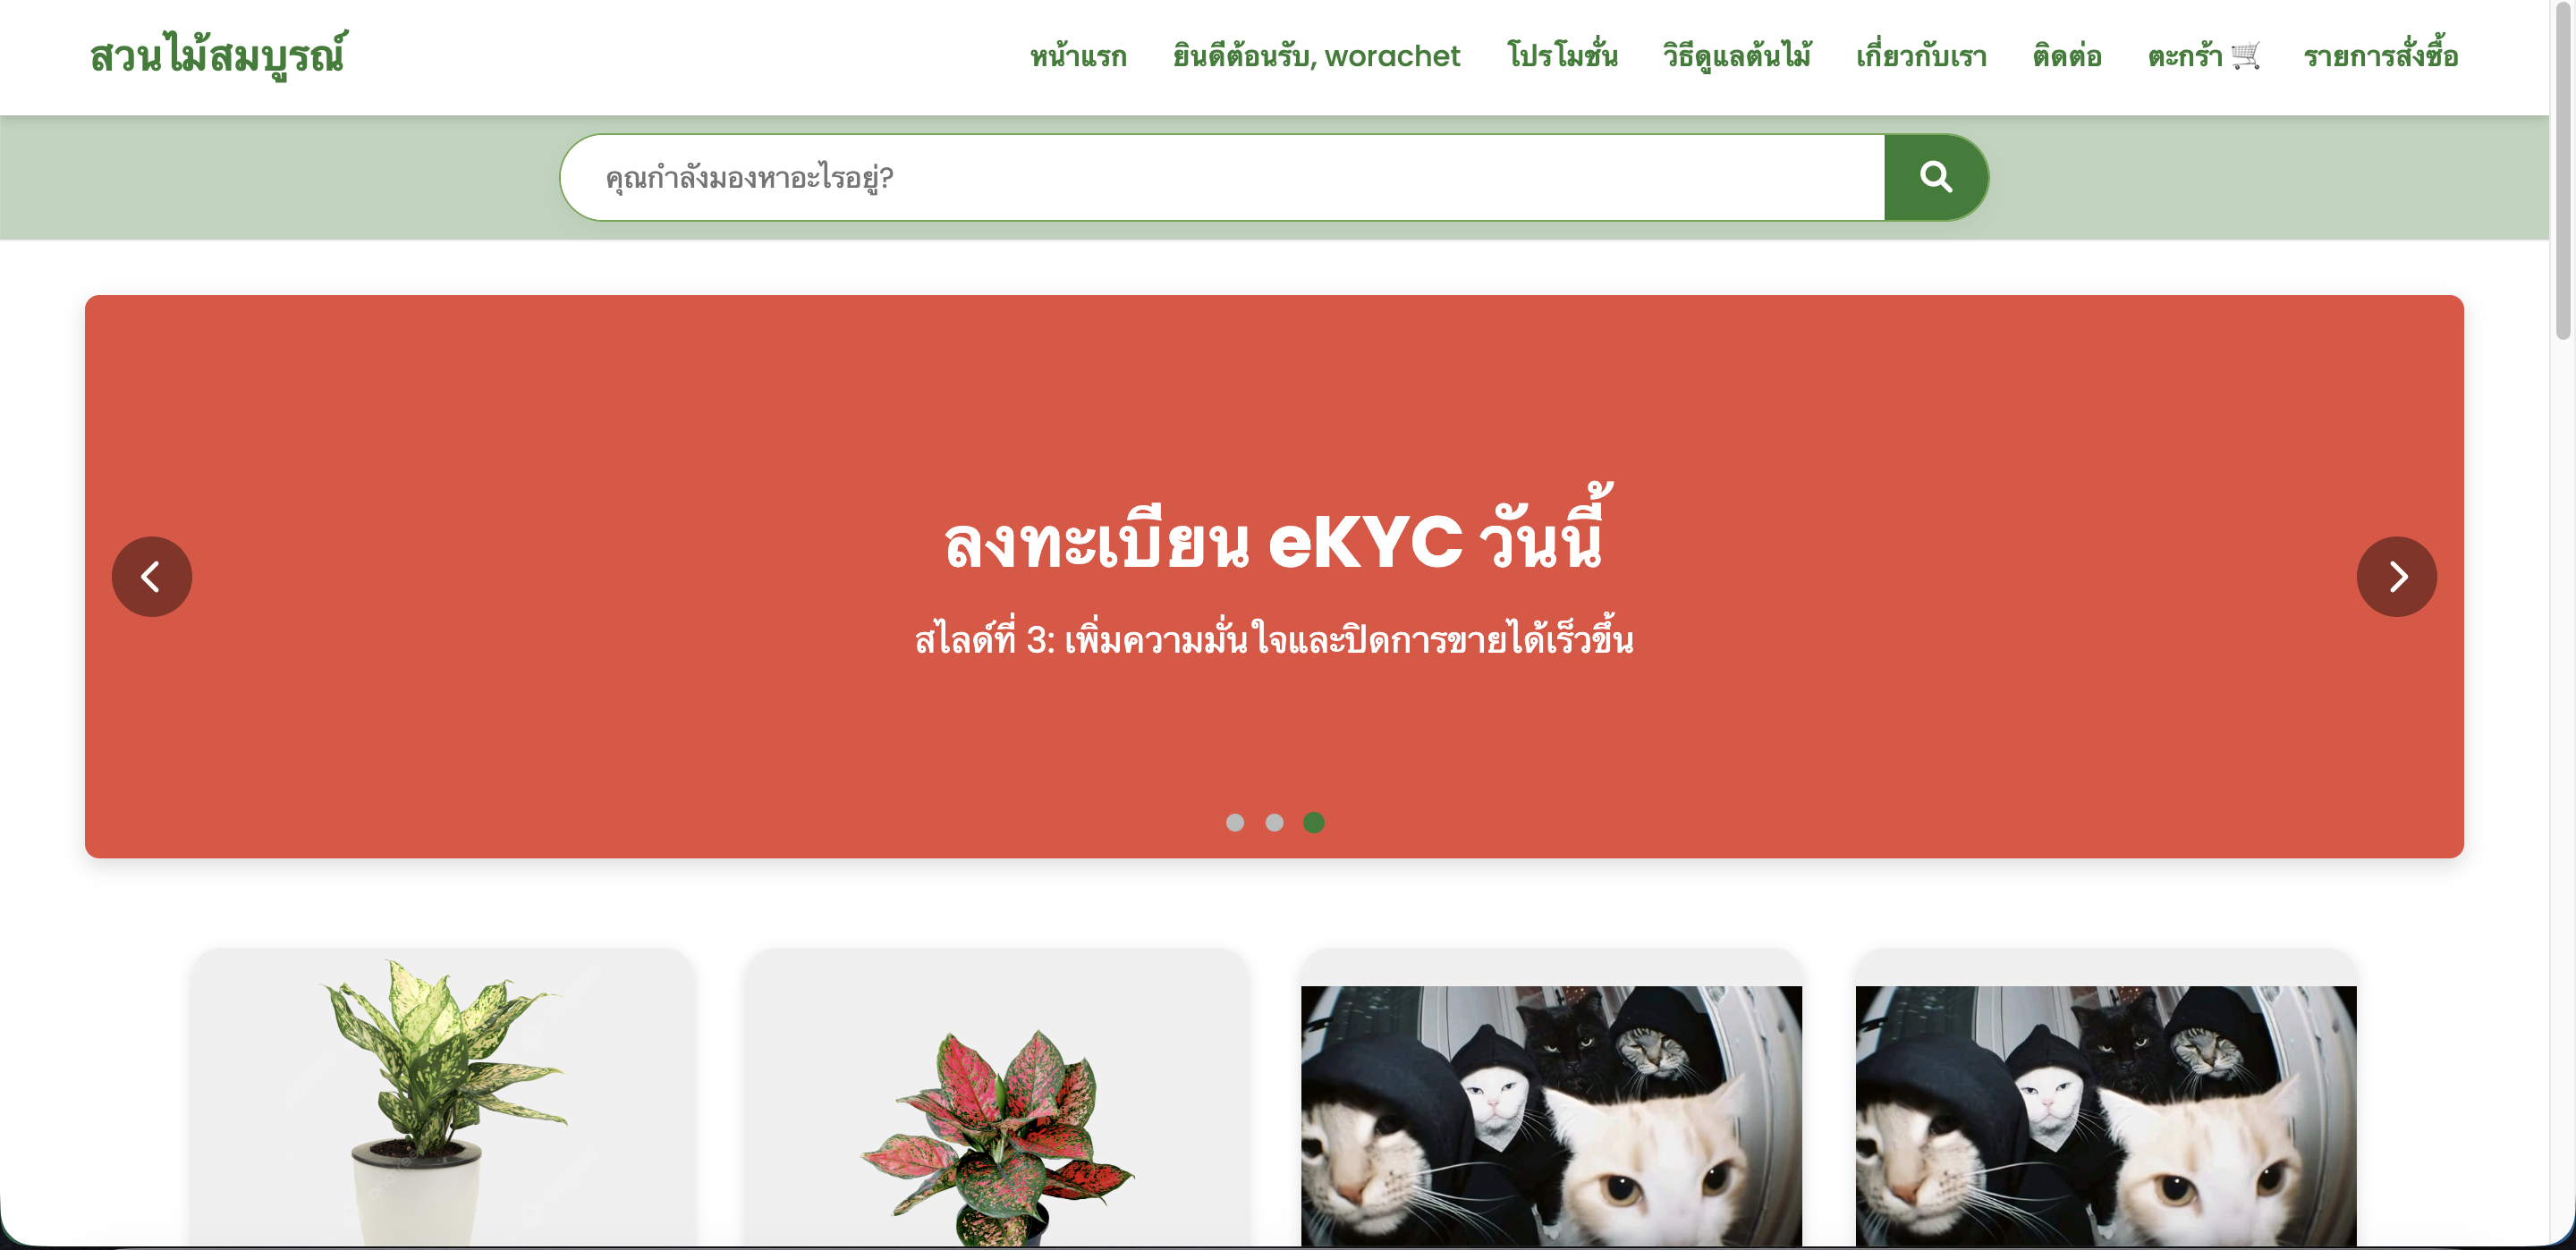 สวนไม้สมบูรณ์
หน้าแรก ยินดีต้อนรับ, worachet โปรโมชั่น วิธีดูแลต้นไม้ เกี่ยวกับเรา ติดต่อ ตะกร้า🛒 รายการสั่งซื้อ
คุณกำลังมองหาอะไรอยู่?
ลงทะเบียน eKYC วันนี้
สไลด์ที่ 3: เพิ่มความมั่นใจและปิดการขายได้เร็วขึ้น